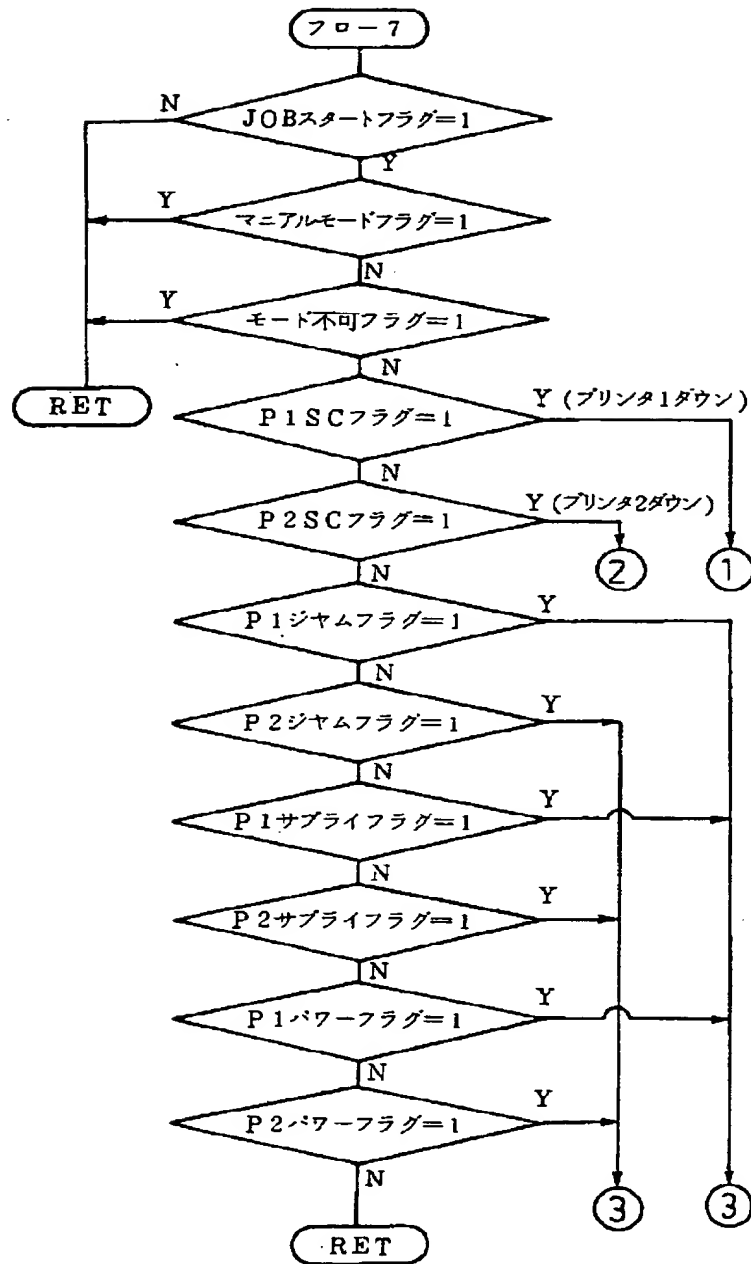 フロー7
N
JOBスタートフラグ=1
Y
Y
マニアルモードフラグ=1
N
Y
モード不可フラグ=1
N
RET
P1SCフラグ=1
Y(プリンタ1ダウン)
N
P2SCフラグ=1
Y(プリンタ2ダウン)
②
①
N
P1ジヤムフラグ=1
Y
N
P2ジヤムフラグ=1
Y
N
P1サプライフラグ=1
Y
N
P2サプライフラグ=1
Y
N
P1パワーフラグ=1
Y
N
P2パワーフラグ=1
Y
N
③
③
RET